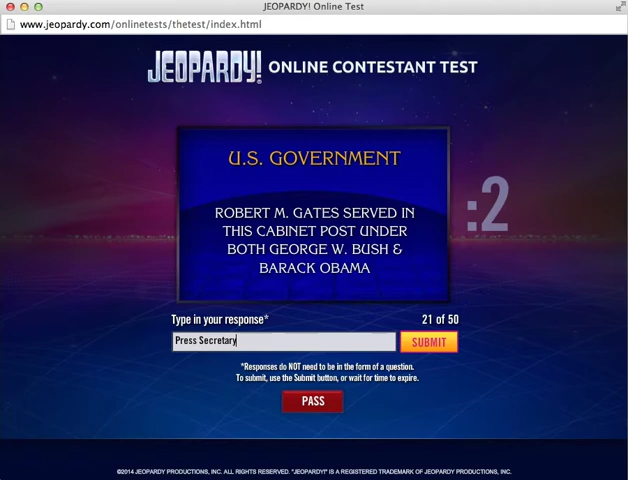 JEOPARDY! Online Test
www.jeopardy.com/onlinetests/thetest/index.html
JEOPARDY! ONLINE CONTESTANT TEST
U.S. GOVERNMENT
ROBERT M. GATES SERVED IN
THIS CABINET POST UNDER
BOTH GEORGE W. BUSH &
BARACK OBAMA
:2
Type in your response* 21 of 50
Press Secretary SUBMIT
*Responses do NOT need to be in the form of a question.
To submit, use the Submit button, or wait for time to expire.
PASS
©2014 JEOPARDY PRODUCTIONS, INC. ALL RIGHTS RESERVED. "JEOPARDY!" IS A REGISTERED TRADEMARK OF JEOPARDY PRODUCTIONS, INC.